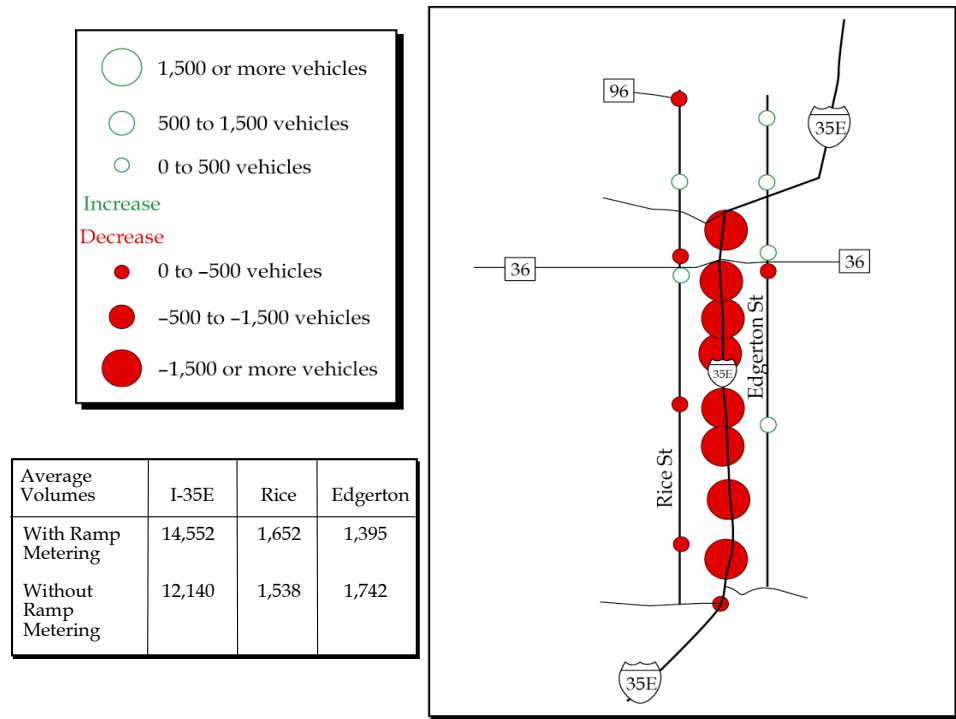 1,500 or more vehicles
500 to 1,500 vehicles
0 to 500 vehicles
Increase
Decrease
0 to –500 vehicles
–500 to –1,500 vehicles
–1,500 or more vehicles
Average
Volumes
I-35E
Rice
Edgerton
With Ramp
Metering
14,552
1,652
1,395
Without
Ramp
Metering
12,140
1,538
1,742
96
35E
36
36
Edgerton St
35E
Rice St
35E